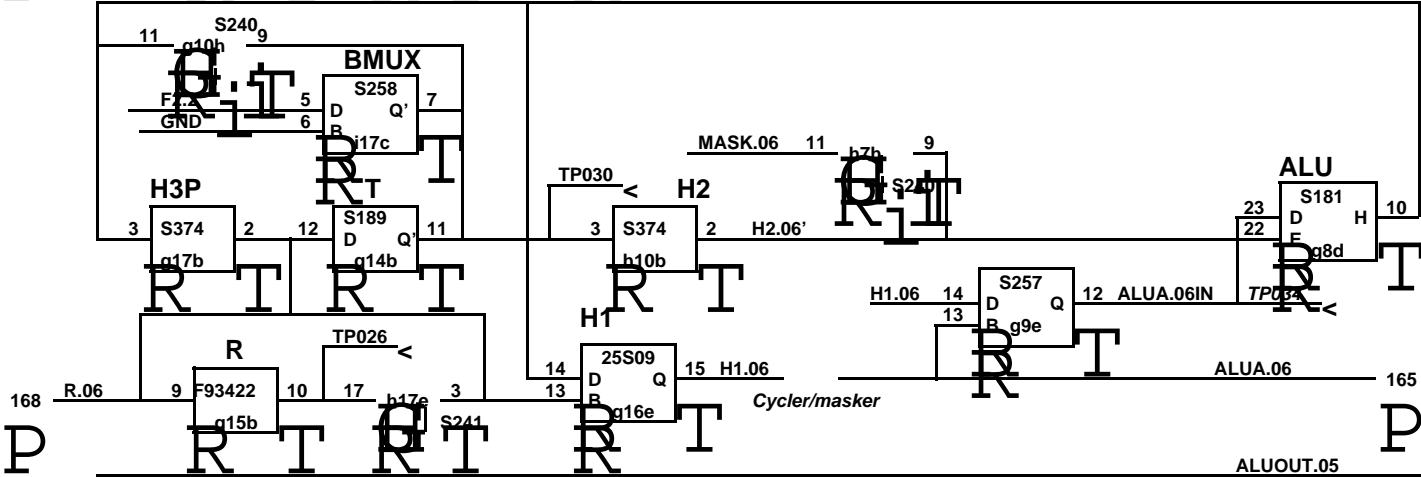 S240
11 g10h 9
BMUX
S258
F2.2 5 D Q' 7
GND 6 B
i17c
MASK.06 11 h7h 9
S240
TP030 <
H3P
T
H2
ALU
S181
3 S374 2
g17b
12 S189 11
D Q'
g14b
3 S374 2 H2.06'
h10b
23 D H 10
22
g8d
S257
H1.06 14 D Q 12 ALUA.06IN TP034 <
13 B g9e
H1
R
TP026 <
25S09
14 D Q 15 H1.06
13 B
g16e
ALUA.06 165
168 R.06 9 F93422 10 17 h17e 3
g15b
S241
Cycler/masker
P
P
ALUOUT.05